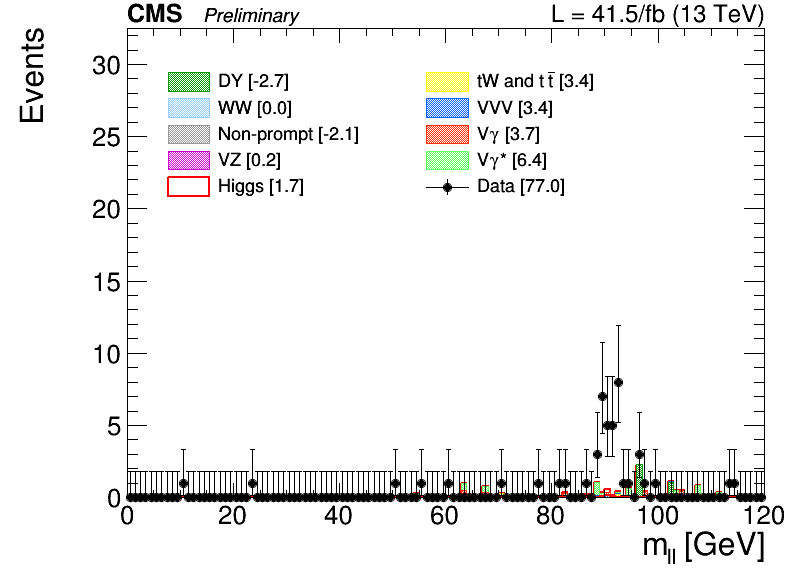 CMS Preliminary L = 41.5/fb (13 TeV)
Events
30
25
20
15
10
5
0
DY [-2.7]
WW [0.0]
Non-prompt [-2.1]
VZ [0.2]
Higgs [1.7]
tW and tt̄ [3.4]
VVV [3.4]
Vγ [3.7]
Vγ* [6.4]
Data [77.0]
0 20 40 60 80 100 120
m_ll [GeV]